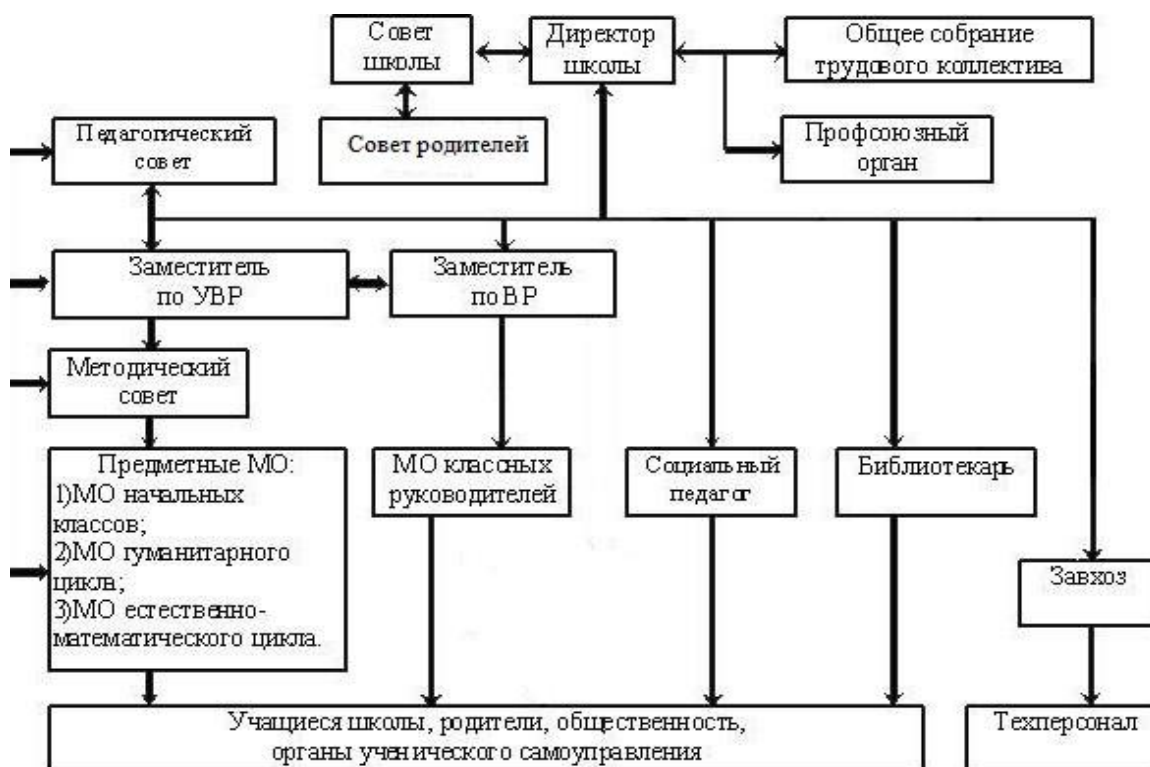 Совет
школы
Директор
школы
Общее собрание
трудового коллектива
Педагогический
совет
Совет родителей
Профсоюзный
орган
Заместитель
по УВР
Заместитель
по ВР
Методический
совет
Предметные МО:
1)МО начальных
классов;
2)МО гуманитарного
цикла;
3)МО естественно-
математического цикла.
МО классных
руководителей
Социальный
педагог
Библиотекарь
Завхоз
Учащиеся школы, родители, общественность,
органы ученического самоуправления
Техперсонал